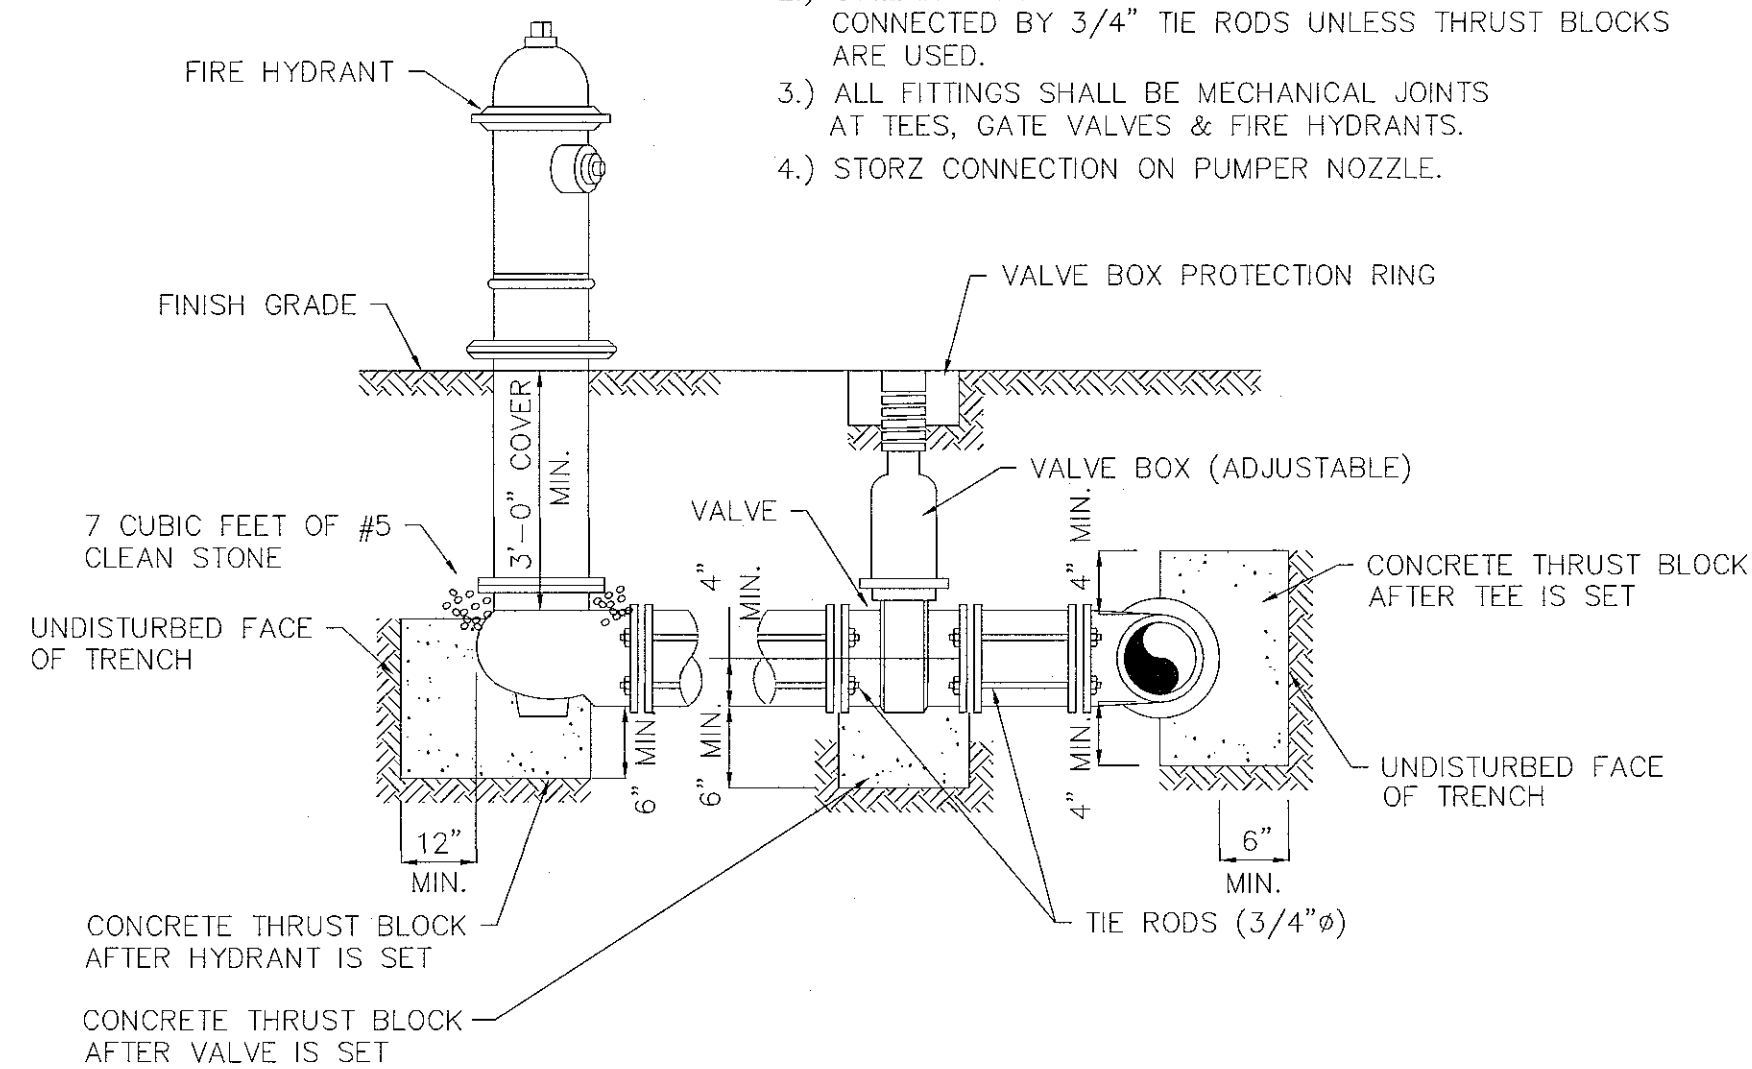 2.)
CONNECTED BY 3/4" TIE RODS UNLESS THRUST BLOCKS
ARE USED.
3.) ALL FITTINGS SHALL BE MECHANICAL JOINTS
AT TEES, GATE VALVES & FIRE HYDRANTS.
4.) STORZ CONNECTION ON PUMPER NOZZLE.
FIRE HYDRANT
VALVE BOX PROTECTION RING
FINISH GRADE
3'-0" COVER
MIN.
VALVE BOX (ADJUSTABLE)
VALVE
7 CUBIC FEET OF #5
CLEAN STONE
4"
MIN.
4" MIN.
CONCRETE THRUST BLOCK
AFTER TEE IS SET
UNDISTURBED FACE
OF TRENCH
6" MIN.
6" MIN.
4" MIN.
UNDISTURBED FACE
OF TRENCH
12"
MIN.
6"
MIN.
TIE RODS (3/4"ø)
CONCRETE THRUST BLOCK
AFTER HYDRANT IS SET
CONCRETE THRUST BLOCK
AFTER VALVE IS SET